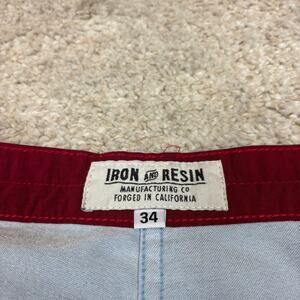 IRON AND RESIN
MANUFACTURING CO
FORGED IN CALIFORNIA
34